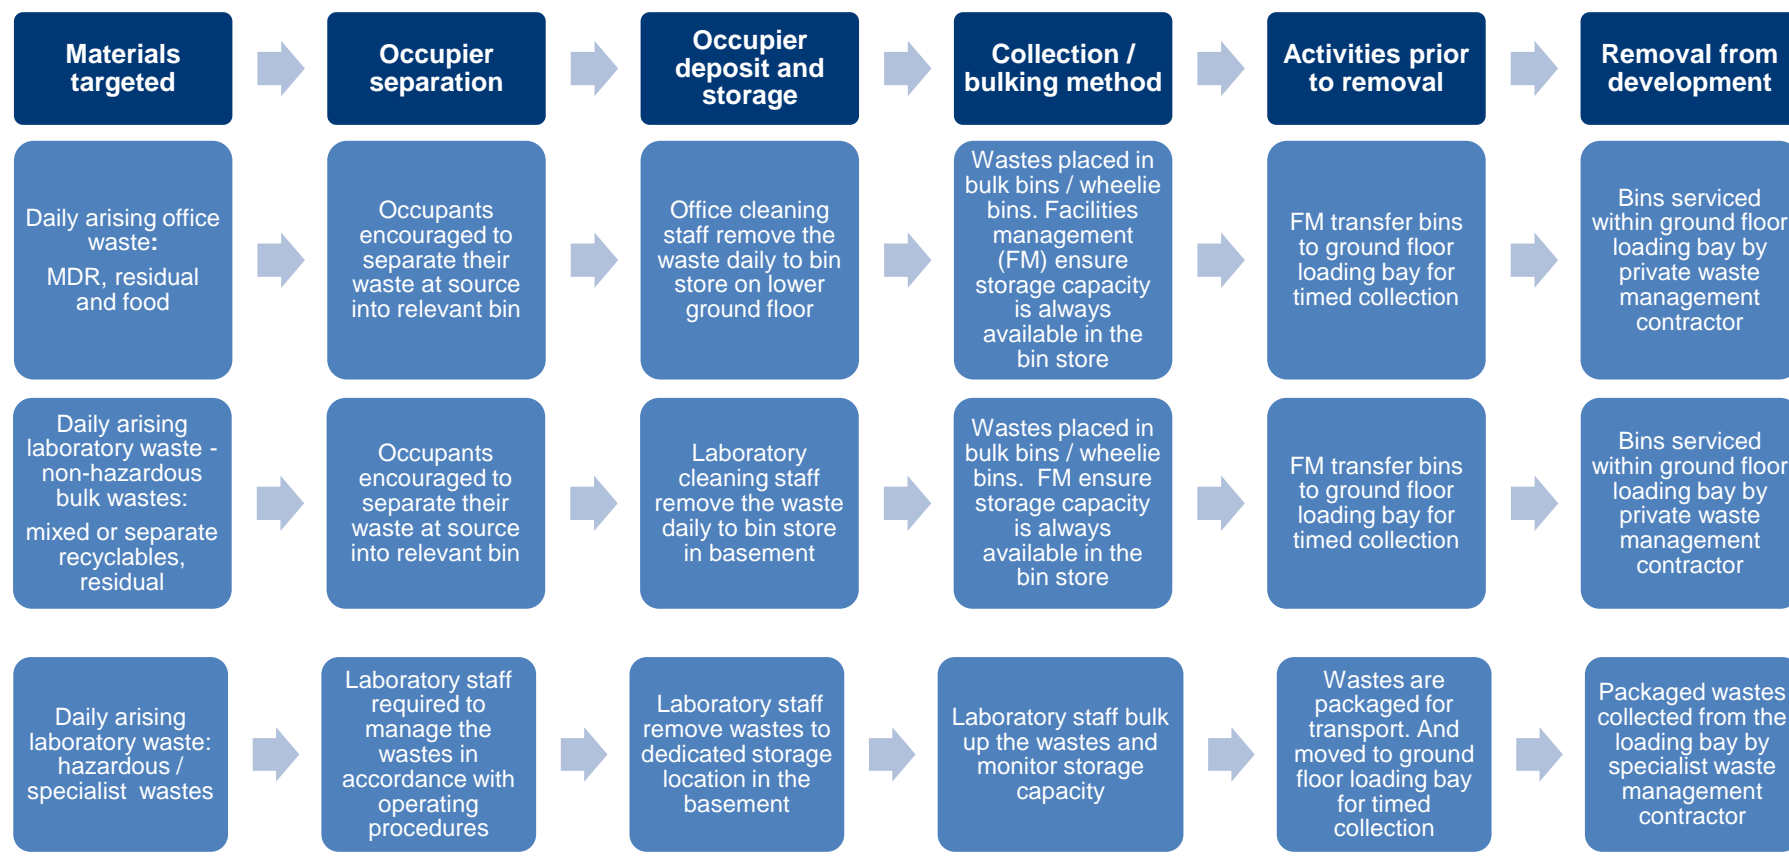 Materials
targeted
Occupier
separation
Occupier
deposit and
storage
Collection /
bulking method
Activities prior
to removal
Removal from
development
Daily arising office
waste:
MDR, residual
and food
Occupants
encouraged to
separate their
waste at source
into relevant bin
Office cleaning
staff remove the
waste daily to bin
store on lower
ground floor
Wastes placed in
bulk bins / wheelie
bins. Facilities
management
(FM) ensure
storage capacity
is always
available in the
bin store
FM transfer bins
to ground floor
loading bay for
timed collection
Bins serviced
within ground floor
loading bay by
private waste
management
contractor
Daily arising
laboratory waste -
non-hazardous
bulk wastes:
mixed or separate
recyclables,
residual
Occupants
encouraged to
separate their
waste at source
into relevant bin
Laboratory
cleaning staff
remove the waste
daily to bin store
in basement
Wastes placed in
bulk bins / wheelie
bins.  FM ensure
storage capacity
is always
available in the
bin store
FM transfer bins
to ground floor
loading bay for
timed collection
Bins serviced
within ground floor
loading bay by
private waste
management
contractor
Daily arising
laboratory waste:
hazardous /
specialist  wastes
Laboratory staff
required to
manage the
wastes in
accordance with
operating
procedures
Laboratory staff
remove wastes to
dedicated storage
location in the
basement
Laboratory staff bulk
up the wastes and
monitor storage
capacity
Wastes are
packaged for
transport. And
moved to ground
floor loading bay
for timed
collection
Packaged wastes
collected from the
loading bay by
specialist waste
management
contractor